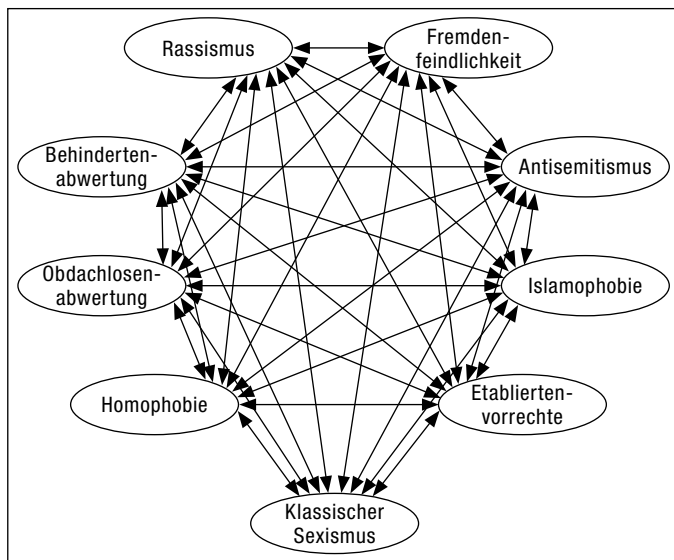 Rassismus
Fremden-
feindlichkeit
Behinderten-
abwertung
Antisemitismus
Obdachlosen-
abwertung
Islamophobie
Homophobie
Etablierten-
vorrechte
Klassischer
Sexismus